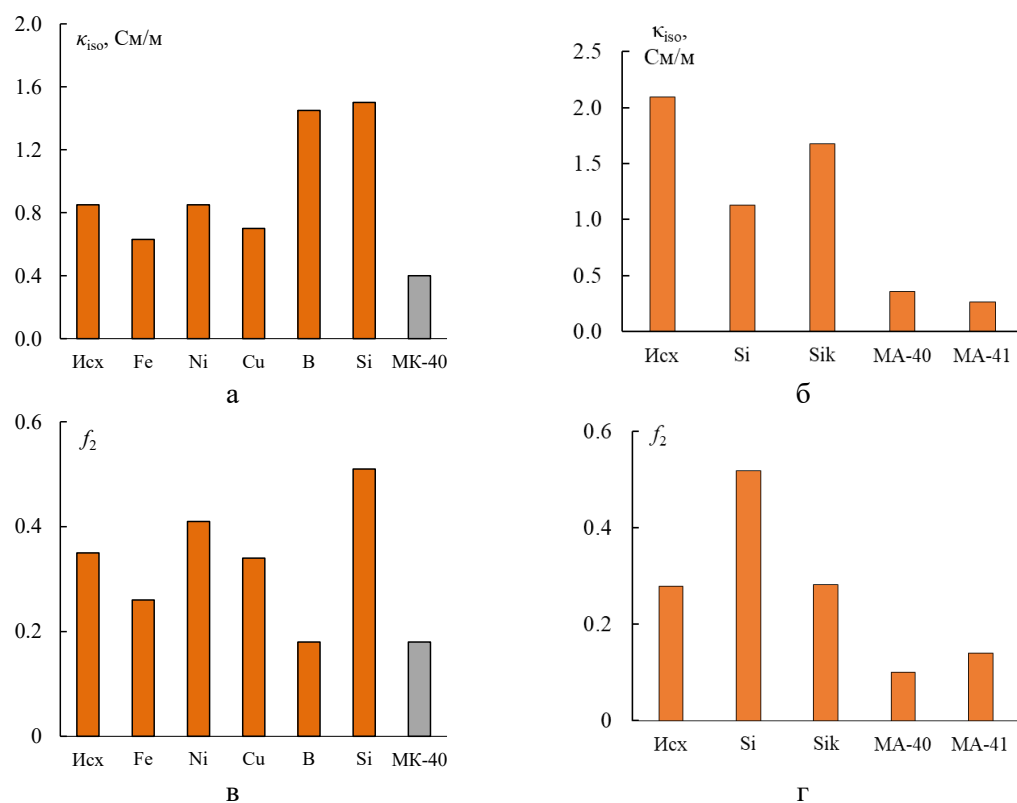 κiso, См/м
2.0
1.6
1.2
0.8
0.4
0.0
Исх Fe Ni Cu B Si МК-40
а
κiso,
См/м
2.5
2.0
1.5
1.0
0.5
0.0
Исх Si Sik МА-40 МА-41
б
f2
0.6
0.4
0.2
0
Исх Fe Ni Cu B Si МК-40
в
f2
0.6
0.4
0.2
0
Исх Si Sik МА-40 МА-41
г